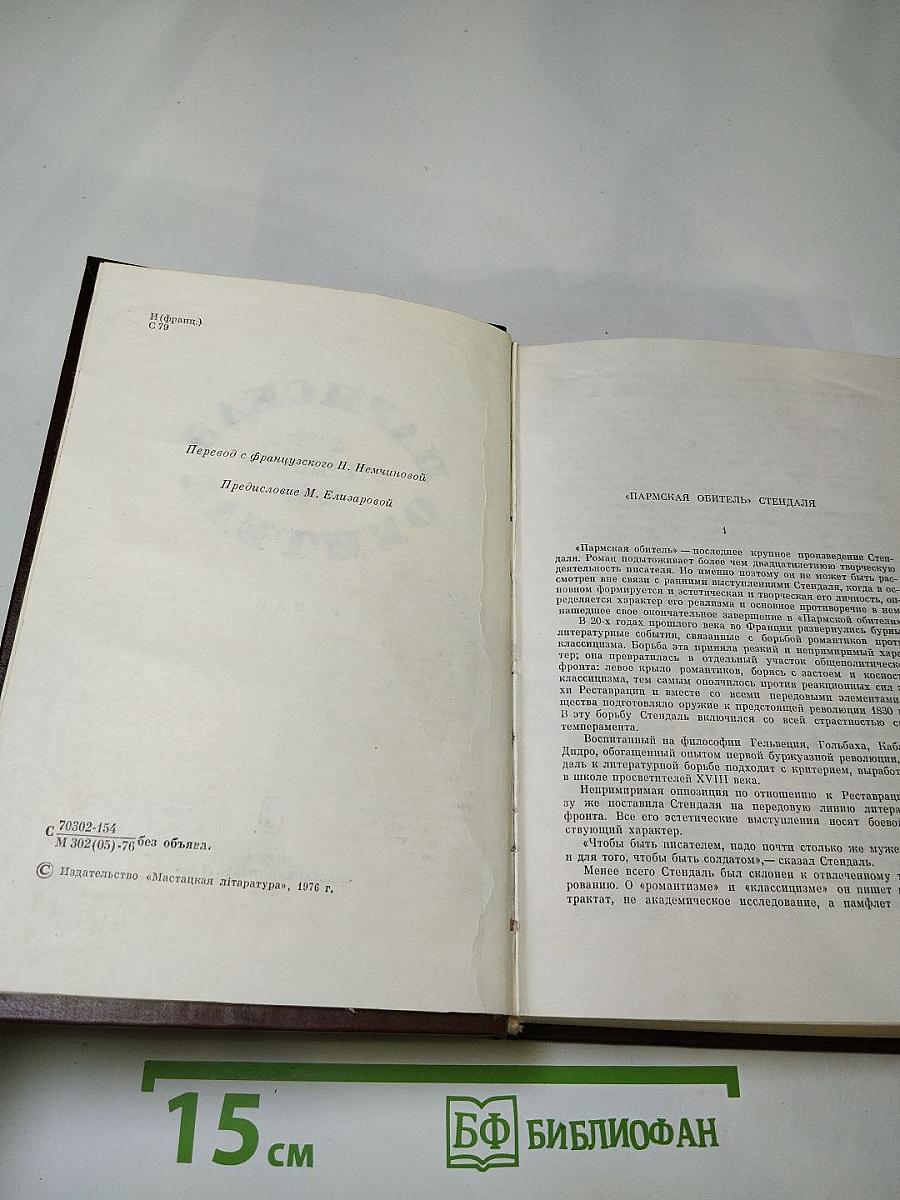 И (франц.)
С 79
Перевод с французского Н. Немчиновой
Предисловие М. Елизаровой
С 70302-154
М 302(05)-76 без объявл.
© Издательство «Мастацкая літаратура», 1976 г.
«ПАРМСКАЯ ОБИТЕЛЬ» СТЕНДАЛЯ
1
«Пармская обитель» — последнее крупное произведение Стен-
даля. Роман подытоживает более чем двадцатилетнюю творческую
деятельность писателя. Но именно поэтому он не может быть рас-
смотрен вне связи с ранними выступлениями Стендаля, когда в ос-
новном формируется и эстетическая и творческая его личность, оп-
ределяется характер его реализма и основное противоречие в нем,
нашедшее свое окончательное завершение в «Пармской обители»
В 20-х годах прошлого века во Франции развернулись бурны
литературные события, связанные с борьбой романтиков проти
классицизма. Борьба эта приняла резкий и непримиримый хара
тер; она превратилась в отдельный участок общеполитическо
фронта: левое крыло романтиков, борясь с застоем и косност
классицизма, тем самым ополчилось против реакционных сил э
хи Реставрации и вместе со всеми передовыми элементами
щества подготовляло оружие к предстоящей революции 1830 г
В эту борьбу Стендаль включился со всей страстностью св
темперамента.
Воспитанный на философии Гельвеция, Гольбаха, Каба
Дидро, обогащенный опытом первой буржуазной революции,
даль к литературной борьбе подходит с критерием, выработ
в школе просветителей XVIII века.
Непримиримая оппозиция по отношению к Реставраци
зу же поставила Стендаля на передовую линию литера
фронта. Все его эстетические выступления носят боевой
ствующий характер.
«Чтобы быть писателем, надо почти столько же муже
и для того, чтобы быть солдатом»,— сказал Стендаль.
Менее всего Стендаль был склонен к отвлеченному т
рованию. О «романтизме» и «классицизме» он пишет н
трактат, не академическое исследование, а памфлет
15 см
БФ БИБЛИОФАН